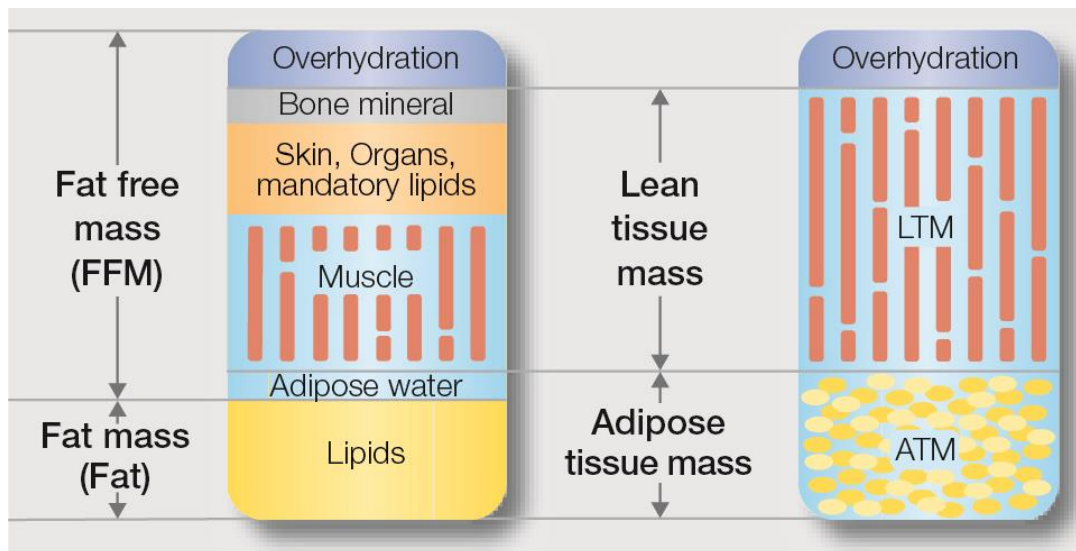 Fat free
mass
(FFM)
Fat mass
(Fat)
Overhydration
Bone mineral
Skin, Organs,
mandatory lipids
Muscle
Adipose water
Lipids
Lean
tissue
mass
Adipose
tissue mass
Overhydration
LTM
ATM